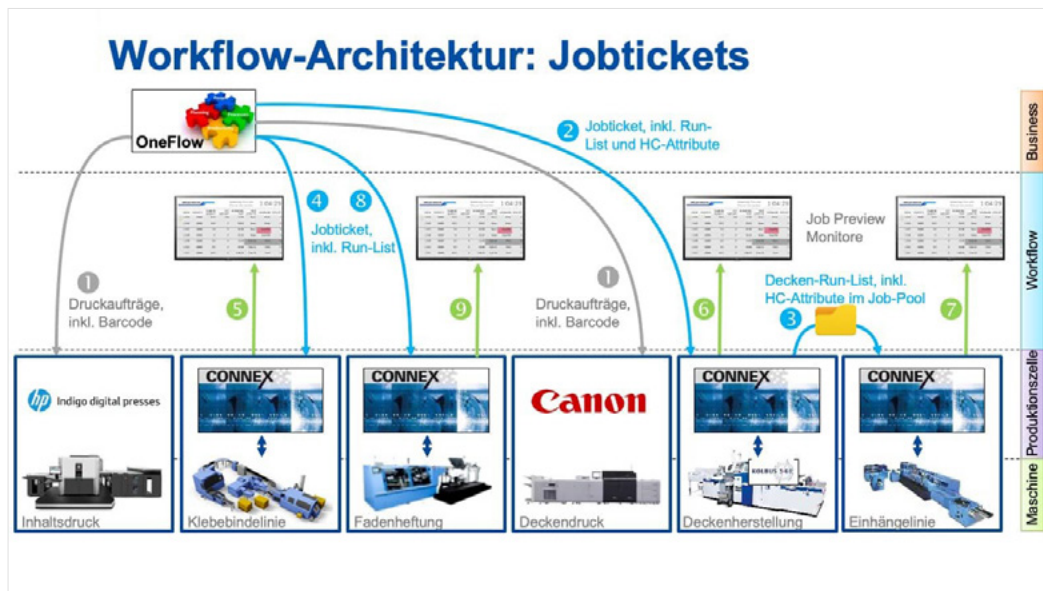 Workflow-Architektur: Jobtickets
OneFlow
2 Jobticket, inkl. Run-
List und HC-Attribute
Business
4 8
Jobticket,
inkl. Run-List
Job Preview
Monitore
Workflow
1
Druckaufträge,
inkl. Barcode
5
9
1
Druckaufträge,
inkl. Barcode
6
Decken-Run-List, inkl.
HC-Attribute im Job-Pool
3
7
hp Indigo digital presses
CONNEX
CONNEX
Canon
CONNEX
CONNEX
Produktionszelle
KOLBUS
Maschine
Inhaltsdruck
Klebebindelinie
Fadenheftung
Deckendruck
Deckenherstellung
Einhängelinie